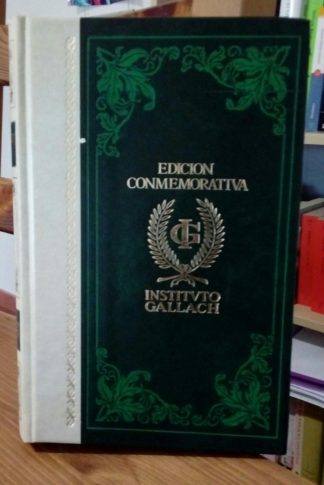 EDICION
CONMEMORATIVA
IG
INSTITVTO
GALLACH